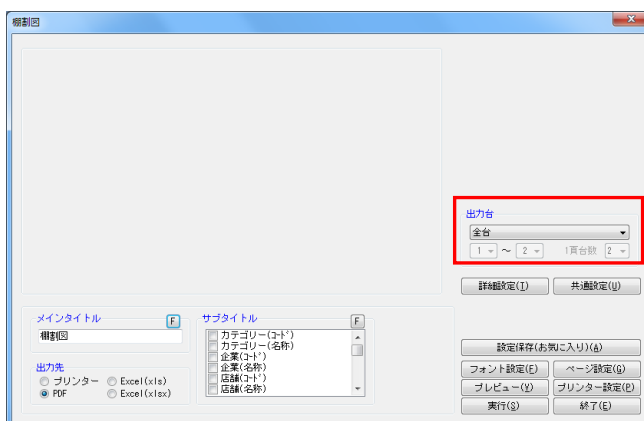 棚割図
出力台
全台
1 ～ 2 1頁台数 2
詳細設定(I) 共通設定(U)
メインタイトル F
棚割図
サブタイトル F
カテゴリー(コード)
カテゴリー(名称)
企業(コード)
企業(名称)
店舗(コード)
店舗(名称)
出力先
プリンター Excel(xls)
PDF Excel(xlsx)
設定保存(お気に入り)(A)
フォント設定(F) ページ設定(G)
プレビュー(V) プリンター設定(P)
実行(S) 終了(E)